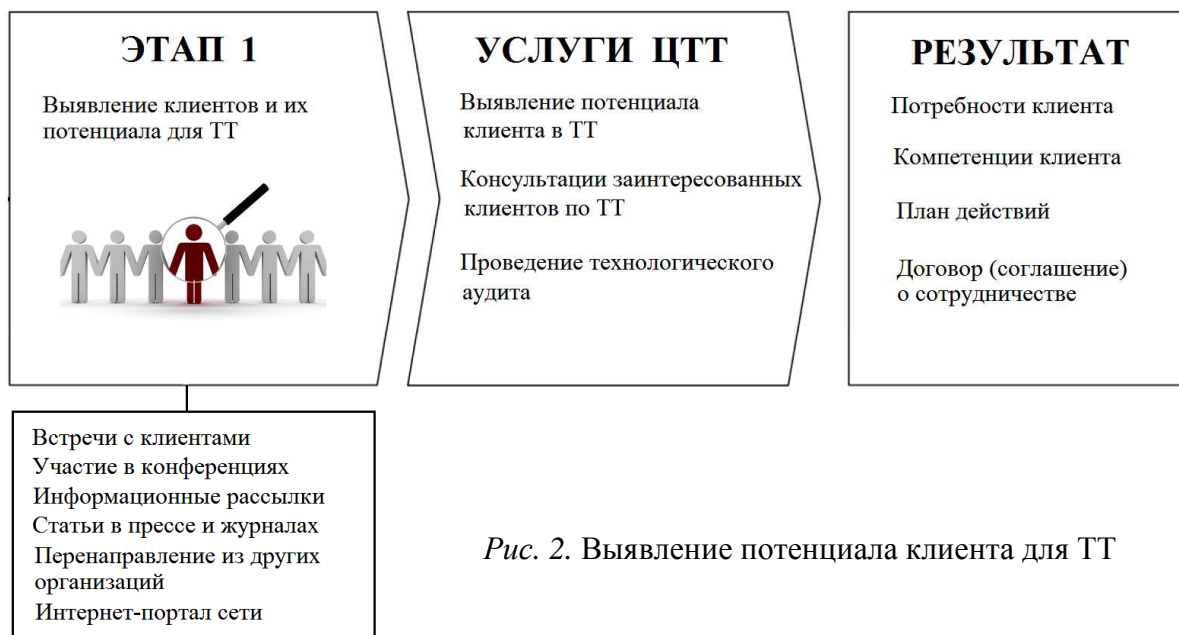 ЭТАП 1
Выявление клиентов и их
потенциала для ТТ
Встречи с клиентами
Участие в конференциях
Информационные рассылки
Статьи в прессе и журналах
Перенаправление из других
организаций
Интернет-портал сети
УСЛУГИ ЦТТ
Выявление потенциала
клиента в ТТ
Консультации заинтересованных
клиентов по ТТ
Проведение технологического
аудита
РЕЗУЛЬТАТ
Потребности клиента
Компетенции клиента
План действий
Договор (соглашение)
о сотрудничестве
Рис. 2. Выявление потенциала клиента для ТТ